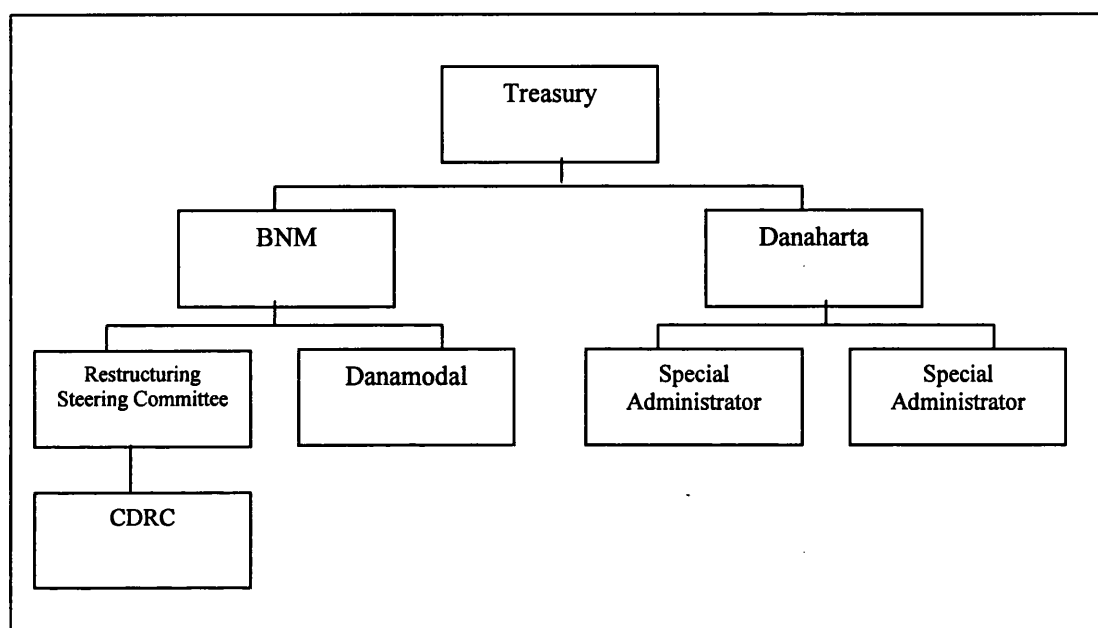 Treasury
BNM
Danaharta
Restructuring
Steering Committee
Danamodal
Special
Administrator
Special
Administrator
CDRC